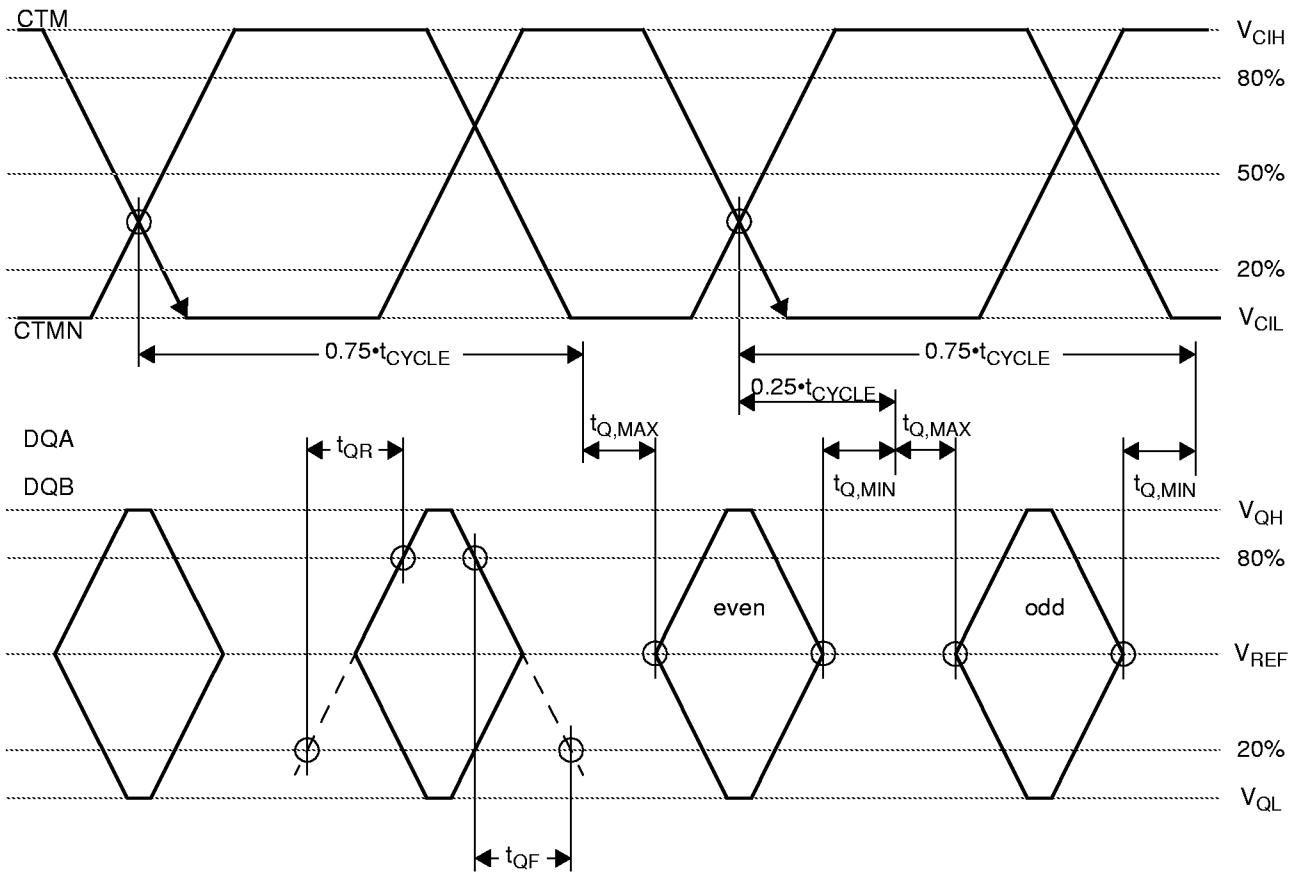 CTM
V_CIH
80%
50%
20%
CTMN
V_CIL
0.75•t_CYCLE
0.75•t_CYCLE
0.25•t_CYCLE
t_Q,MAX
t_Q,MAX
DQA
t_QR
DQB
t_Q,MIN
t_Q,MIN
V_QH
80%
even
odd
V_REF
20%
V_QL
t_QF